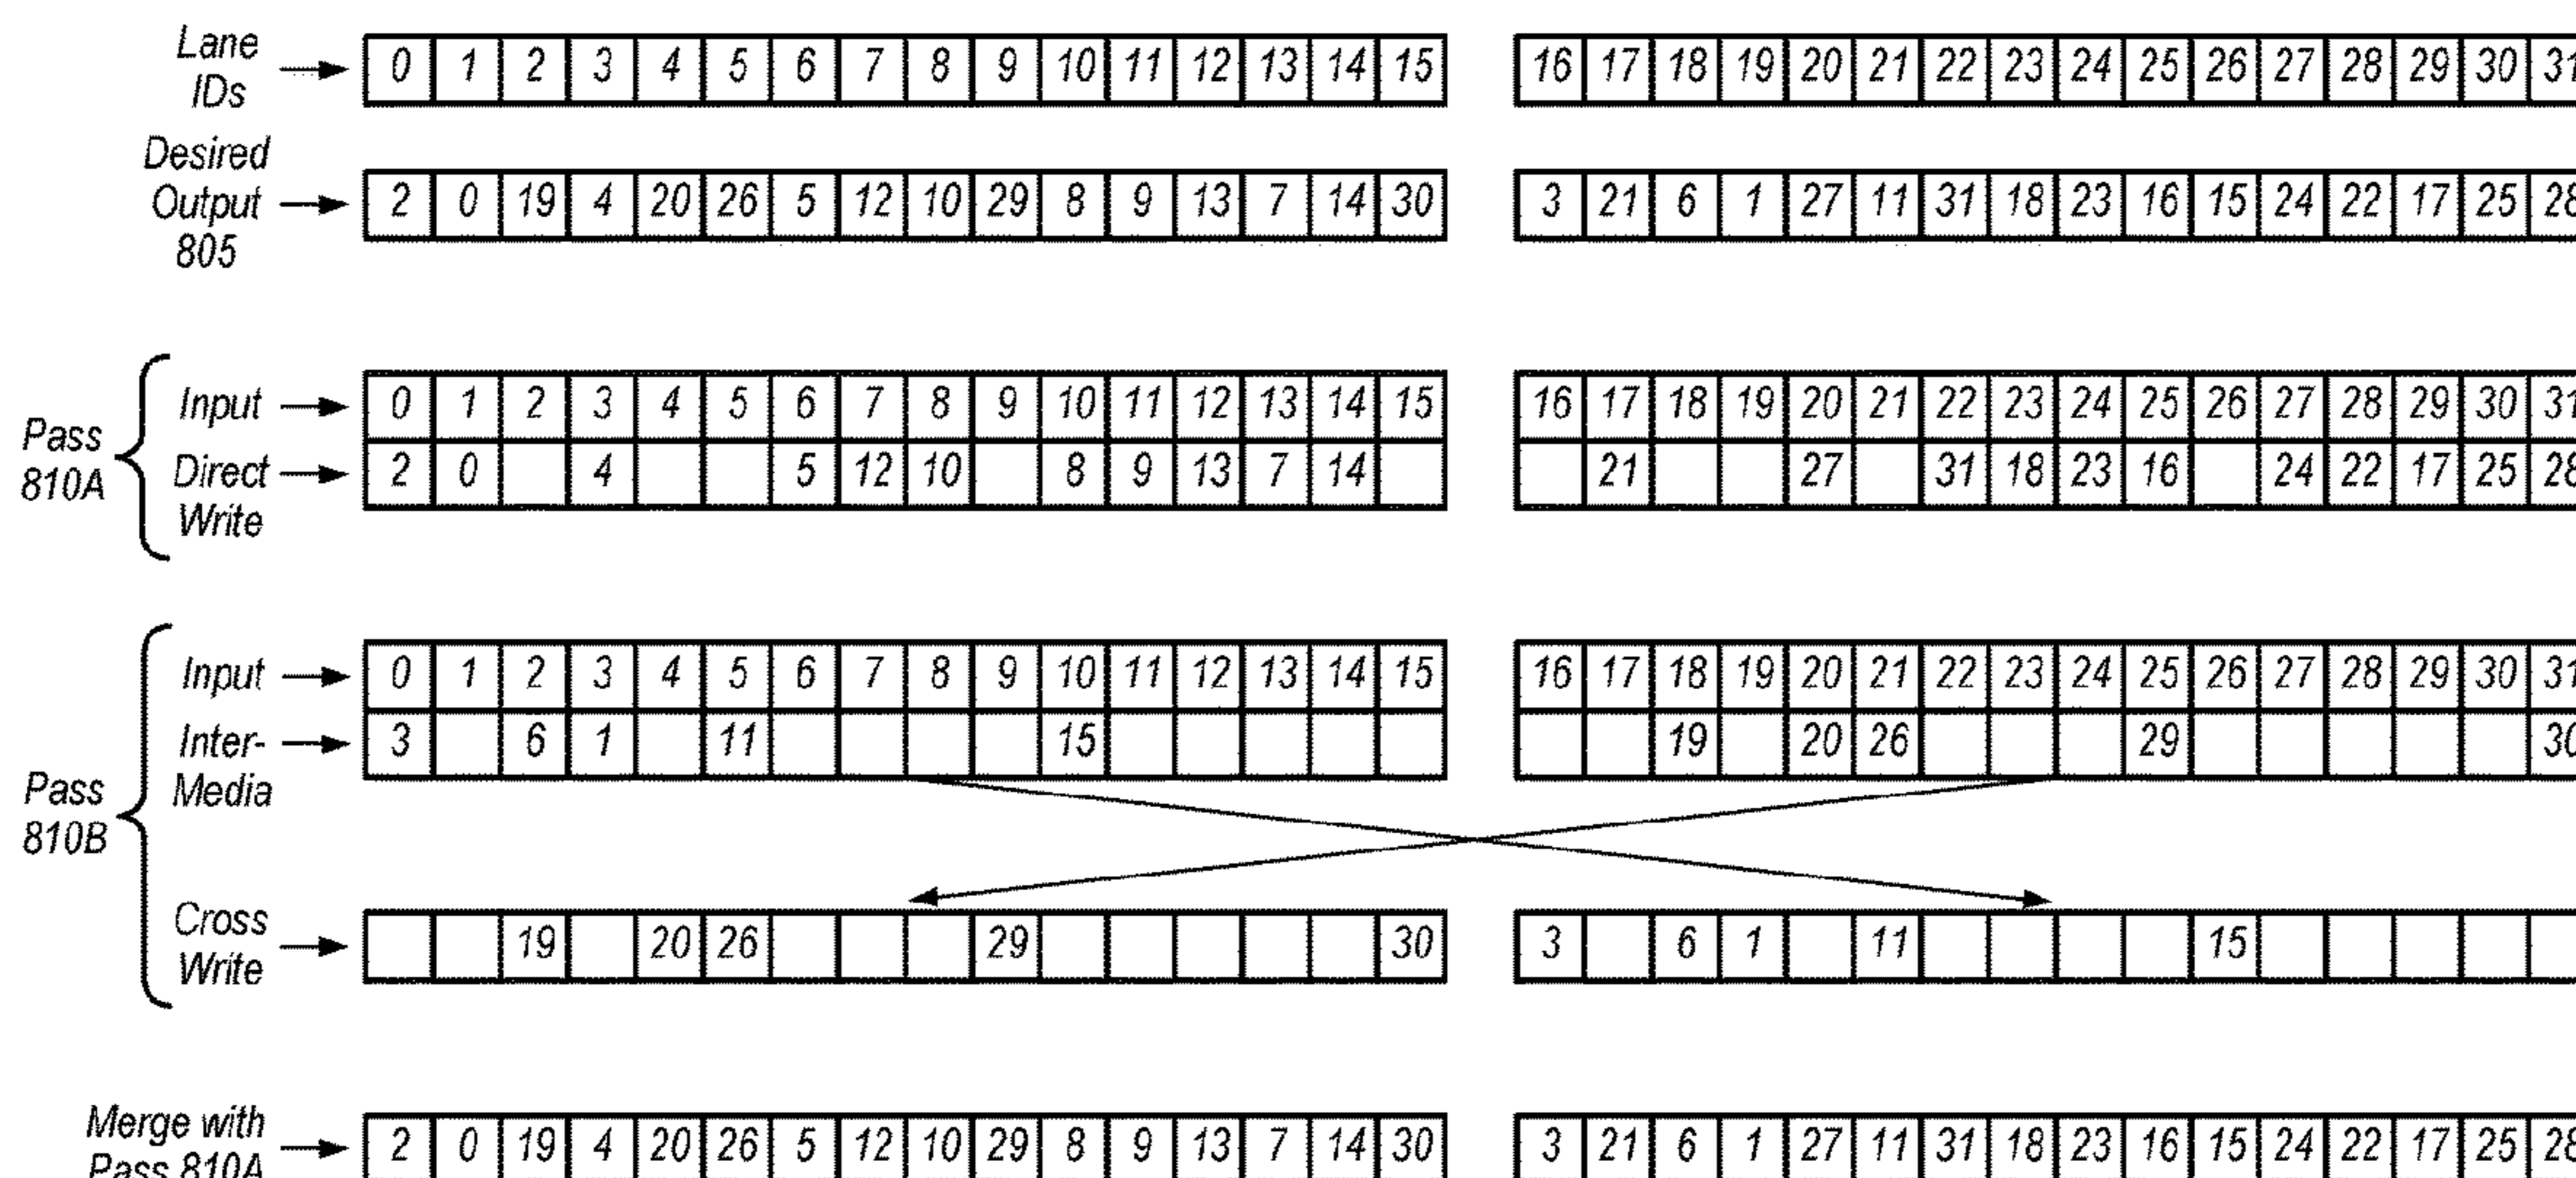 Lane
IDs
0 1 2 3 4 5 6 7 8 9 10 11 12 13 14 15 16 17 18 19 20 21 22 23 24 25 26 27 28 29 30 31
Desired
Output
805
2 0 19 4 20 26 5 12 10 29 8 9 13 7 14 30 3 21 6 1 27 11 31 18 23 16 15 24 22 17 25 28
Pass
810A
Input
0 1 2 3 4 5 6 7 8 9 10 11 12 13 14 15 16 17 18 19 20 21 22 23 24 25 26 27 28 29 30 31
Direct
Write
2 0 4 5 12 10 8 9 13 7 14 21 27 31 18 23 16 24 22 17 25 28
Pass
810B
Input
0 1 2 3 4 5 6 7 8 9 10 11 12 13 14 15 16 17 18 19 20 21 22 23 24 25 26 27 28 29 30 31
Inter-
Media
3 6 1 11 15 19 20 26 29 30
Cross
Write
19 20 26 29 30 3 6 1 11 15
Merge with
Pass 810A
2 0 19 4 20 26 5 12 10 29 8 9 13 7 14 30 3 21 6 1 27 11 31 18 23 16 15 24 22 17 25 28